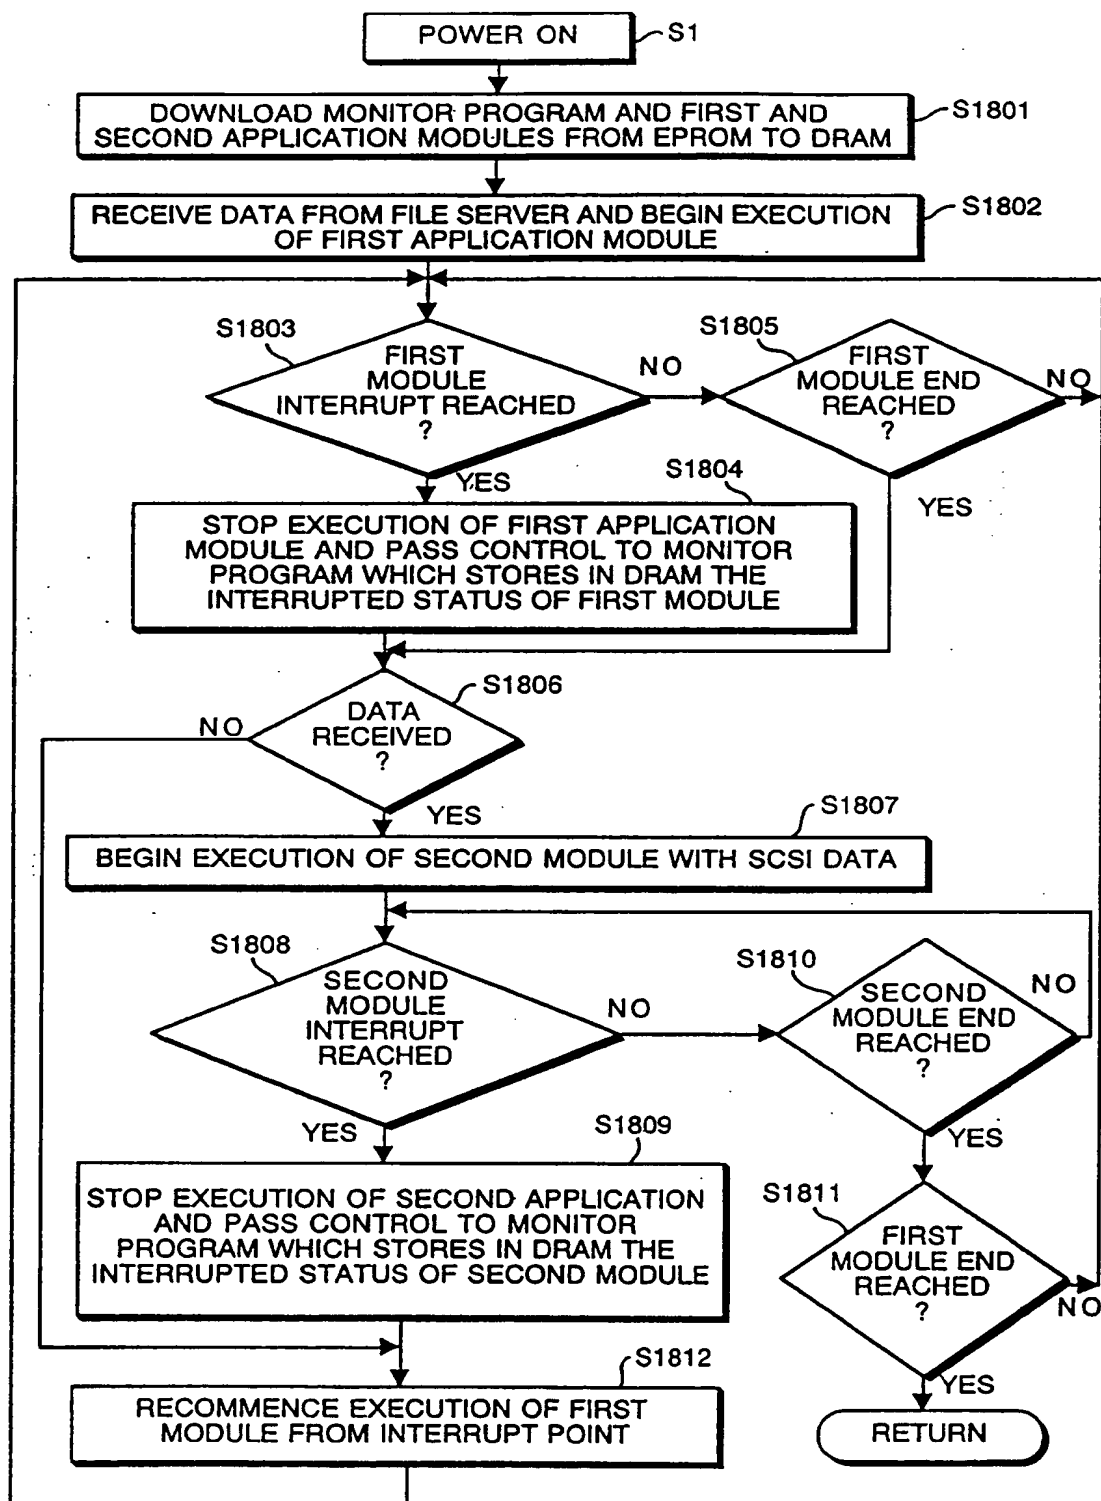 POWER ON
S1
DOWNLOAD MONITOR PROGRAM AND FIRST AND
SECOND APPLICATION MODULES FROM EPROM TO DRAM
S1801
RECEIVE DATA FROM FILE SERVER AND BEGIN EXECUTION
OF FIRST APPLICATION MODULE
S1802
S1803
FIRST
MODULE
INTERRUPT REACHED
?
NO
YES
S1805
FIRST
MODULE END
REACHED
?
NO
YES
S1804
STOP EXECUTION OF FIRST APPLICATION
MODULE AND PASS CONTROL TO MONITOR
PROGRAM WHICH STORES IN DRAM THE
INTERRUPTED STATUS OF FIRST MODULE
S1806
DATA
RECEIVED
?
NO
YES
S1807
BEGIN EXECUTION OF SECOND MODULE WITH SCSI DATA
S1808
SECOND
MODULE
INTERRUPT
REACHED
?
NO
YES
S1810
SECOND
MODULE END
REACHED
?
NO
YES
S1809
STOP EXECUTION OF SECOND APPLICATION
AND PASS CONTROL TO MONITOR
PROGRAM WHICH STORES IN DRAM THE
INTERRUPTED STATUS OF SECOND MODULE
S1811
FIRST
MODULE END
REACHED
?
NO
YES
S1812
RECOMMENCE EXECUTION OF FIRST
MODULE FROM INTERRUPT POINT
RETURN